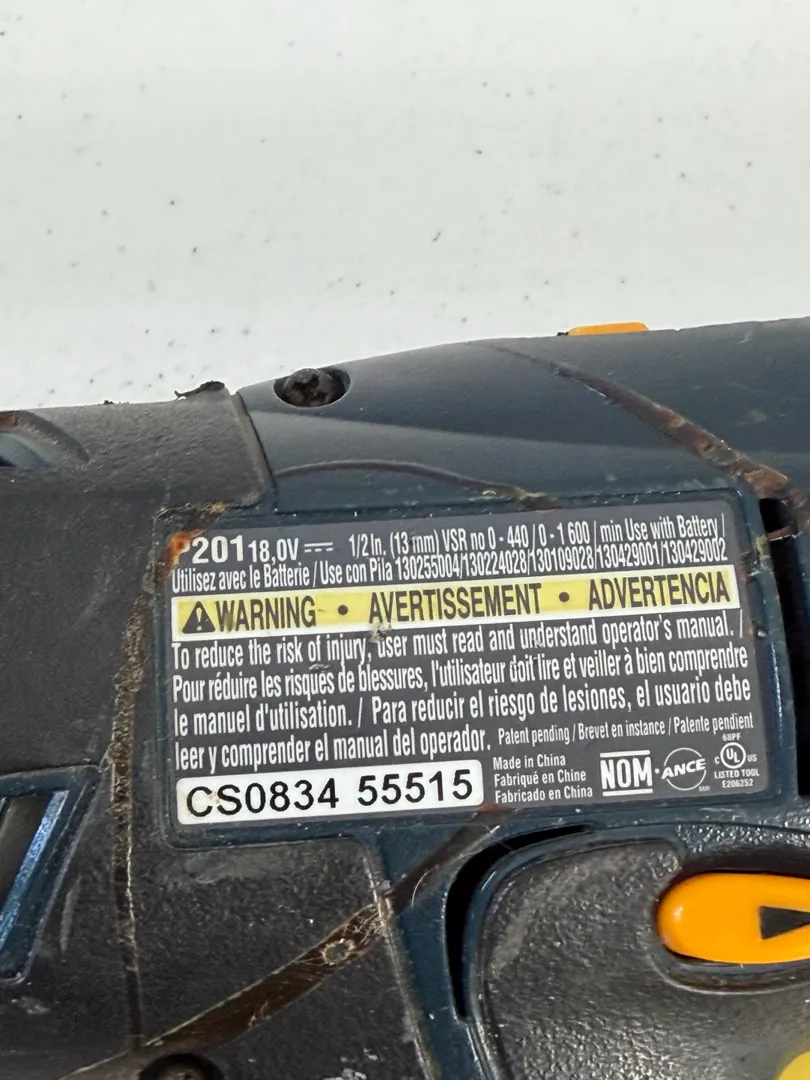 P201 18,0V ⎓ 1/2 In. (13 mm) VSR no 0 - 440 / 0 - 1 600 / min Use with Battery /
Utilisez avec le Batterie / Use con Pila 130255004/130224028/130109028/130429001/130429002
⚠WARNING • AVERTISSEMENT • ADVERTENCIA
To reduce the risk of injury, user must read and understand operator's manual. /
Pour réduire les risques de blessures, l'utilisateur doit lire et veiller à bien comprendre
le manuel d'utilisation. / Para reducir el riesgo de lesiones, el usuario debe
leer y comprender el manual del operador. Patent pending / Brevet en instance / Patente pendient
CS0834 55515
Made in China
Fabriqué en Chine
Fabricado en China
NOM · ANCE
68PF
c UL US
LISTED TOOL
E206252